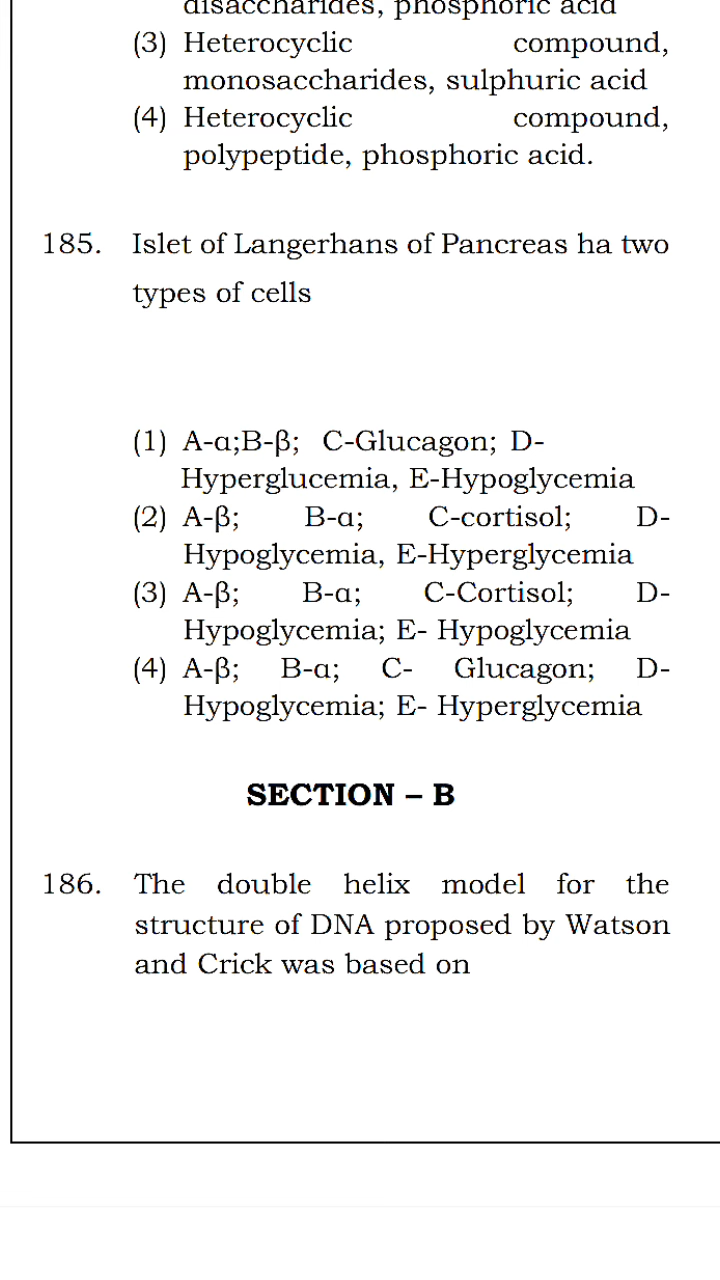 disaccharides, phosphoric acid
(3) Heterocyclic compound,
monosaccharides, sulphuric acid
(4) Heterocyclic compound,
polypeptide, phosphoric acid.
185. Islet of Langerhans of Pancreas ha two
types of cells
(1) A-α;B-β; C-Glucagon; D-
Hyperglucemia, E-Hypoglycemia
(2) A-β; B-α; C-cortisol; D-
Hypoglycemia, E-Hyperglycemia
(3) A-β; B-α; C-Cortisol; D-
Hypoglycemia; E- Hypoglycemia
(4) A-β; B-α; C- Glucagon; D-
Hypoglycemia; E- Hyperglycemia
SECTION – B
186. The double helix model for the
structure of DNA proposed by Watson
and Crick was based on